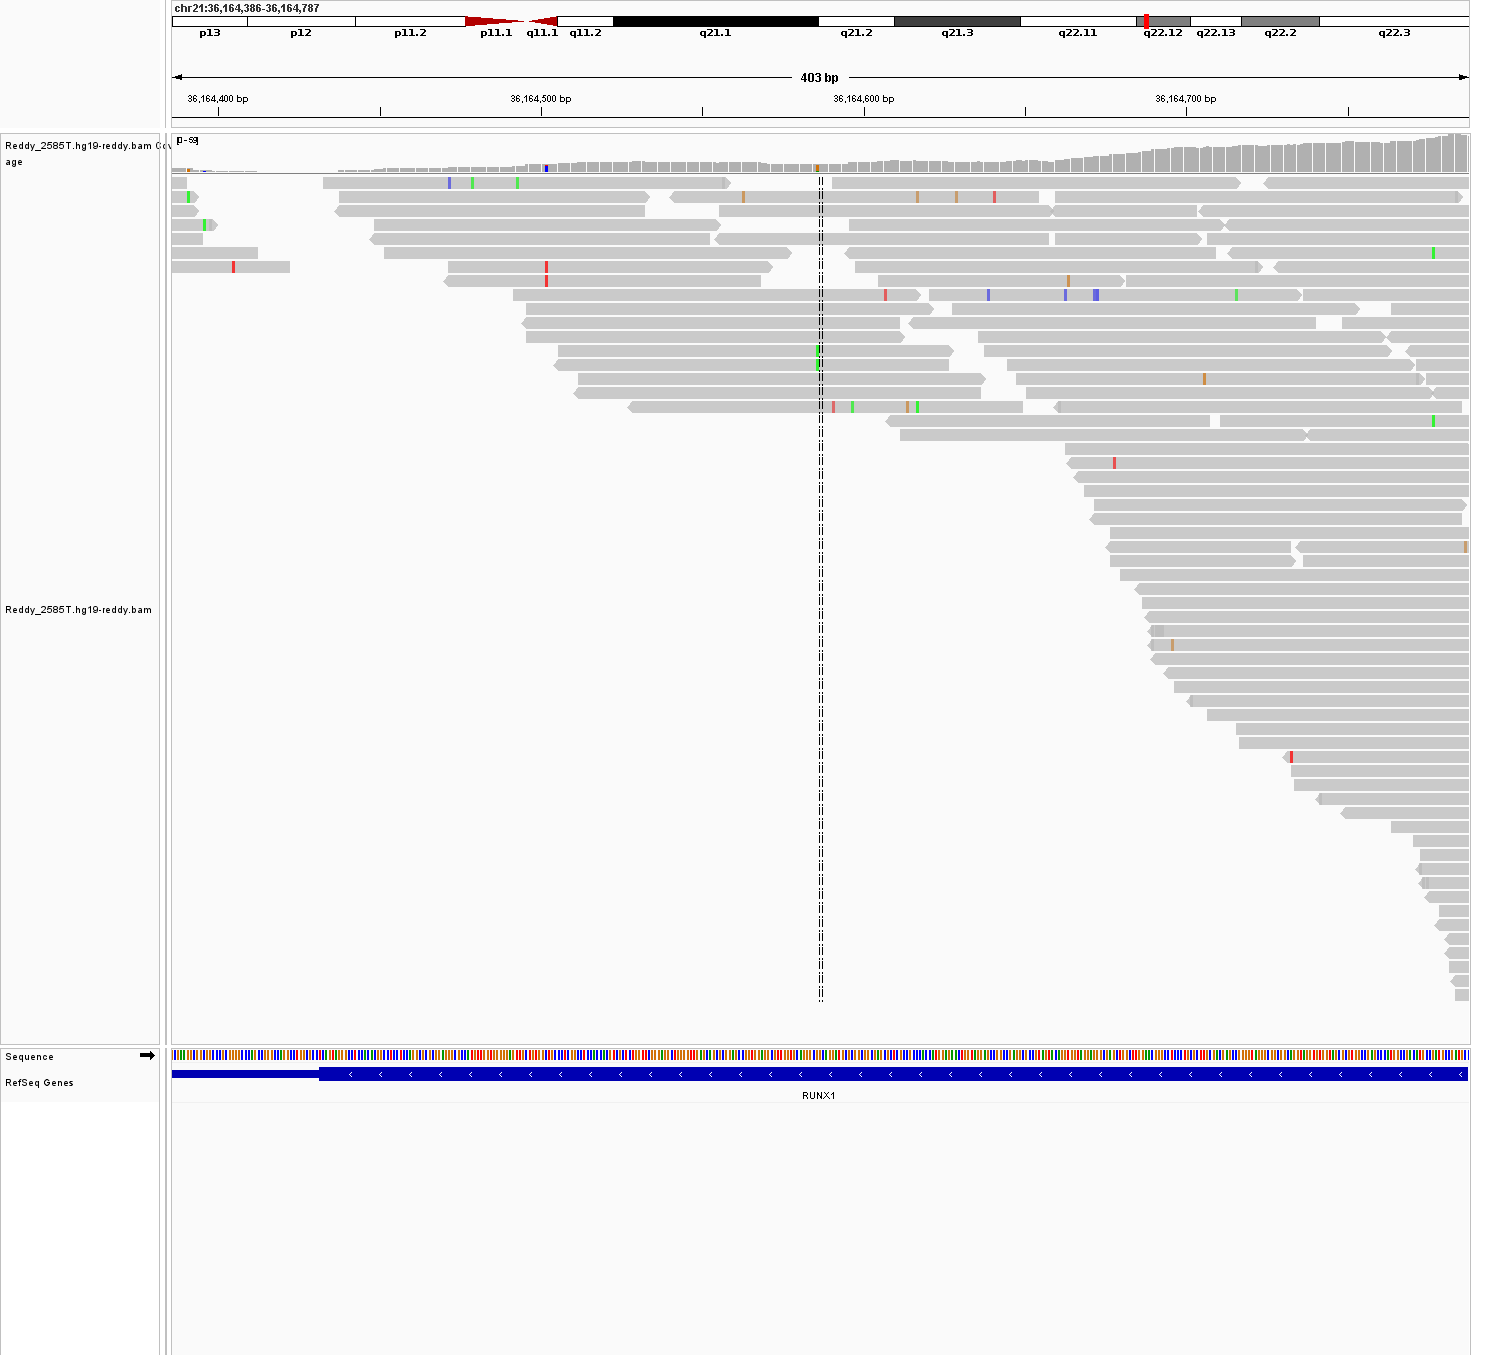 chr21:36,164,386-36,164,787
p13 p12 p11.2 p11.1 q11.1 q11.2 q21.1 q21.2 q21.3 q22.11 q22.12 q22.13 q22.2 q22.3
403 bp
36,164,400 bp 36,164,500 bp 36,164,600 bp 36,164,700 bp
Reddy_2585T.hg19-reddy.bam Cov
age
[0 - 59]
Reddy_2585T.hg19-reddy.bam
Sequence
RefSeq Genes
RUNX1